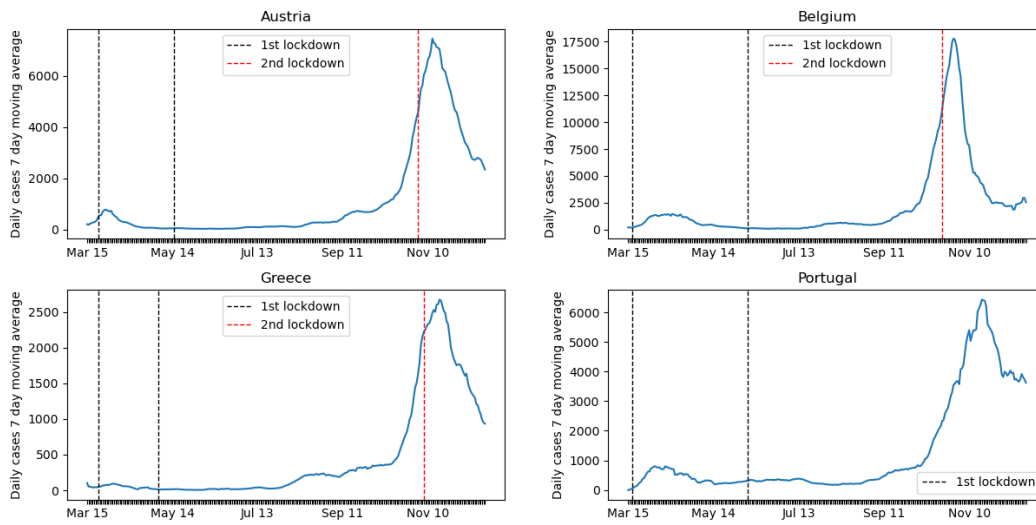 Austria
Daily cases 7 day moving average
6000
4000
2000
0
1st lockdown
2nd lockdown
Mar 15 May 14 Jul 13 Sep 11 Nov 10
Belgium
Daily cases 7 day moving average
17500
15000
12500
10000
7500
5000
2500
0
1st lockdown
2nd lockdown
Mar 15 May 14 Jul 13 Sep 11 Nov 10
Greece
Daily cases 7 day moving average
2500
2000
1500
1000
500
0
1st lockdown
2nd lockdown
Mar 15 May 14 Jul 13 Sep 11 Nov 10
Portugal
Daily cases 7 day moving average
6000
5000
4000
3000
2000
1000
0
1st lockdown
Mar 15 May 14 Jul 13 Sep 11 Nov 10